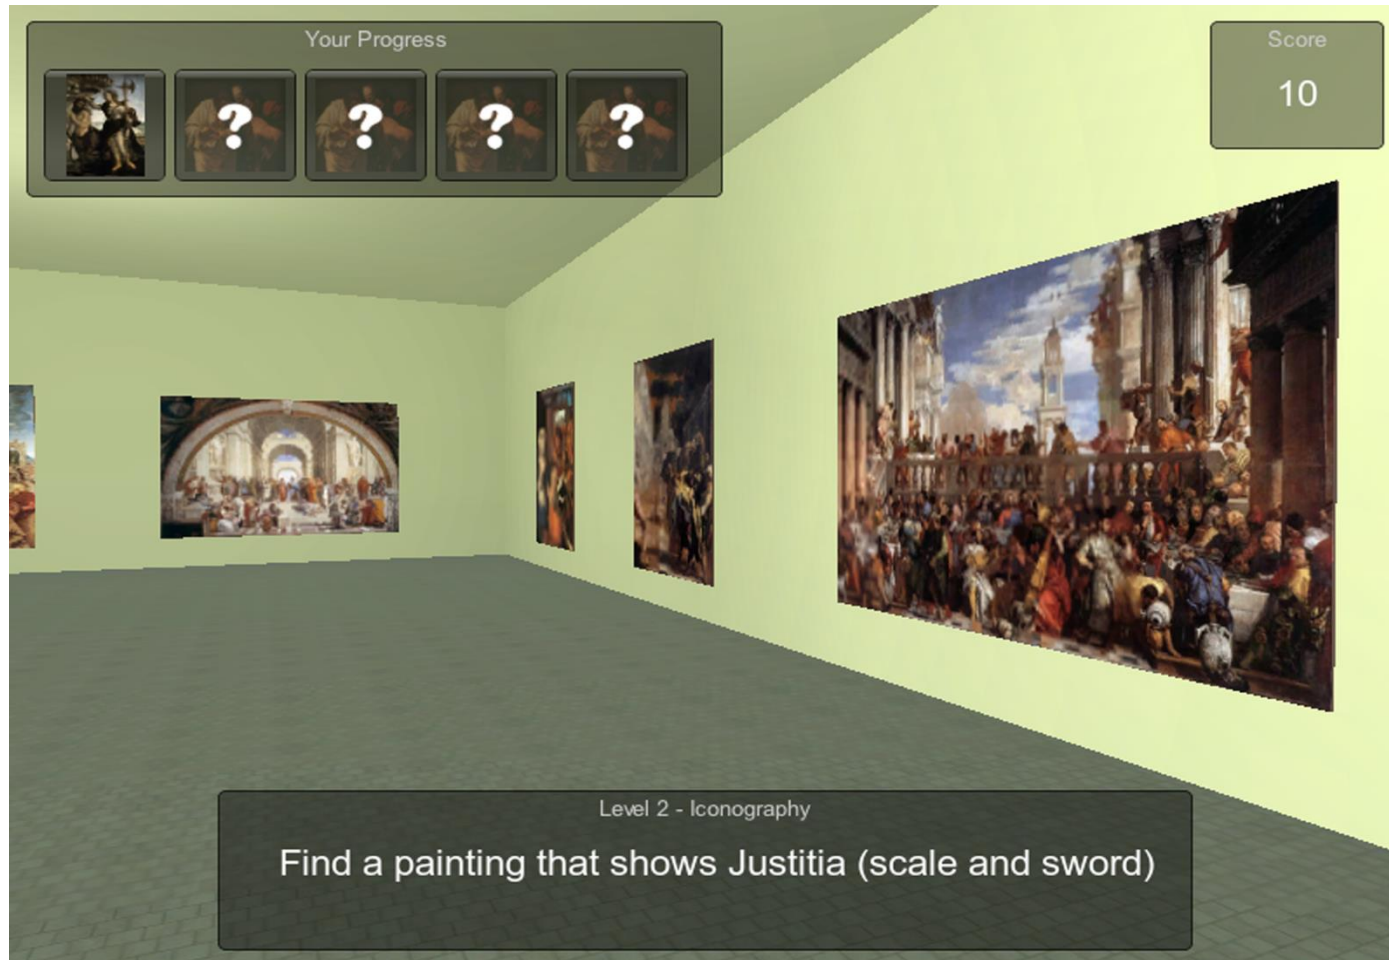 Your Progress
Score
? ? ? ?
10
Level 2 - Iconography
Find a painting that shows Justitia (scale and sword)